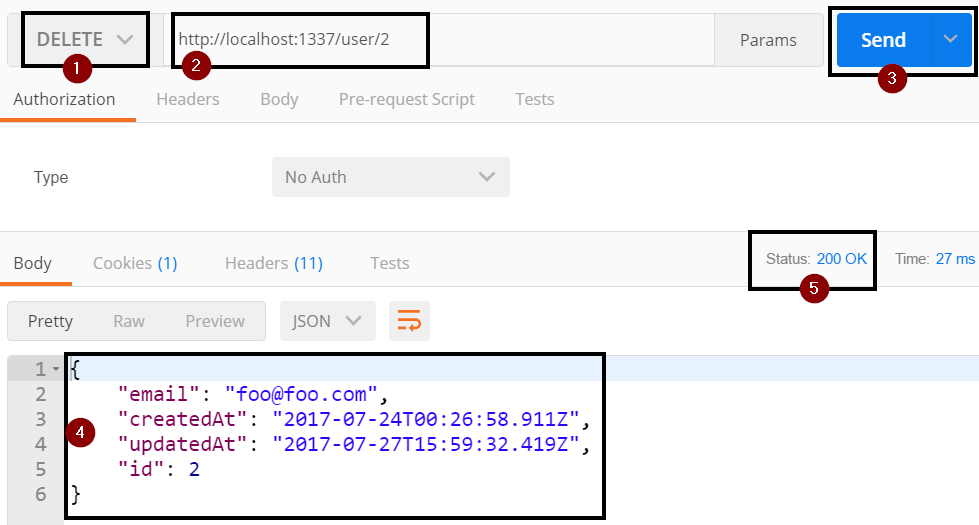 DELETE http://localhost:1337/user/2 Params Send
1 2 3
Authorization Headers Body Pre-request Script Tests
Type No Auth
Body Cookies (1) Headers (11) Tests Status: 200 OK Time: 27 ms
5
Pretty Raw Preview JSON
1 {
2 "email": "foo@foo.com",
3 "createdAt": "2017-07-24T00:26:58.911Z",
4
4 "updatedAt": "2017-07-27T15:59:32.419Z",
5 "id": 2
6 }